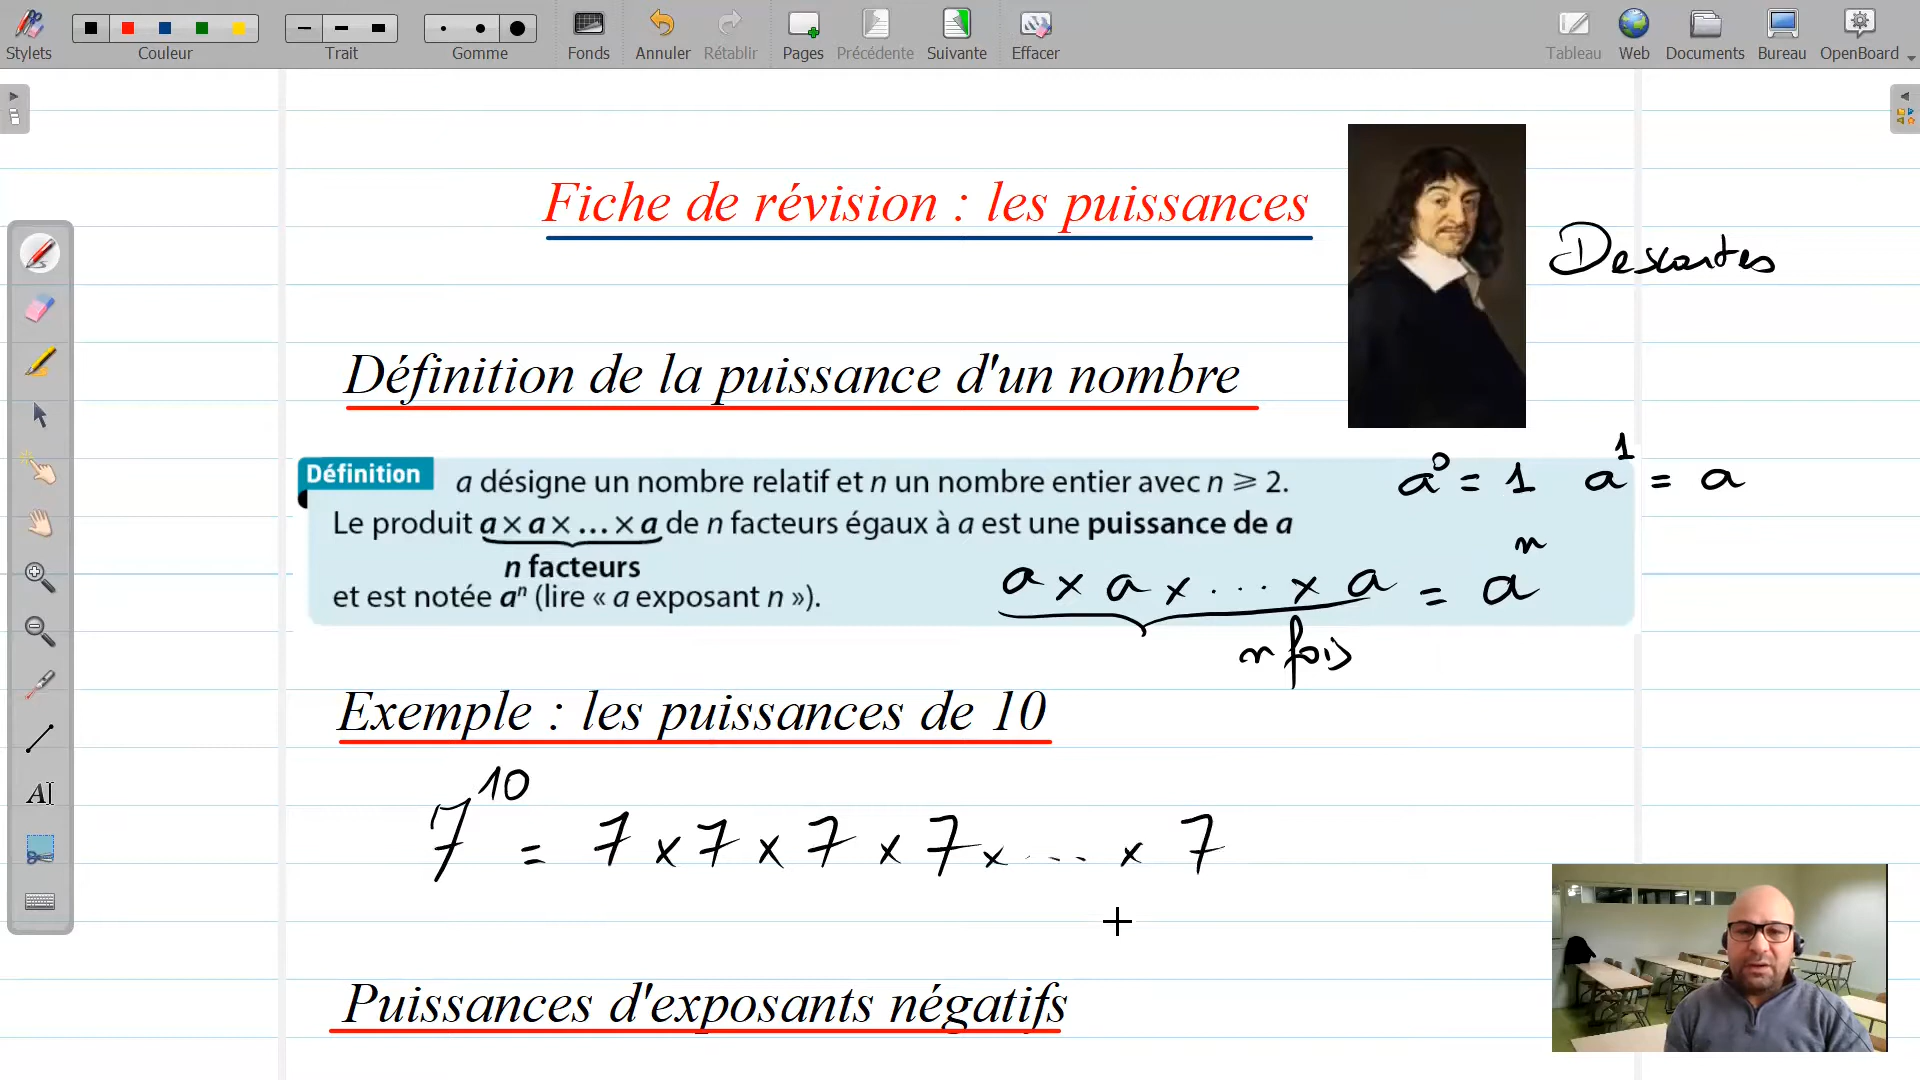 Stylets Couleur Trait Gomme Fonds Annuler Rétablir Pages Précédente Suivante Effacer Tableau Web Documents Bureau OpenBoard
Fiche de révision : les puissances
Descartes
Définition de la puissance d'un nombre
Définition a désigne un nombre relatif et n un nombre entier avec n ⩾ 2.
a⁰ = 1 a¹ = a
Le produit a × a × … × a de n facteurs égaux à a est une puissance de a
n facteurs
et est notée aⁿ (lire « a exposant n »).
a × a × ... × a = aⁿ
n fois
Exemple : les puissances de 10
7¹⁰ = 7 × 7 × 7 × 7 × .... × 7
Puissances d'exposants négatifs